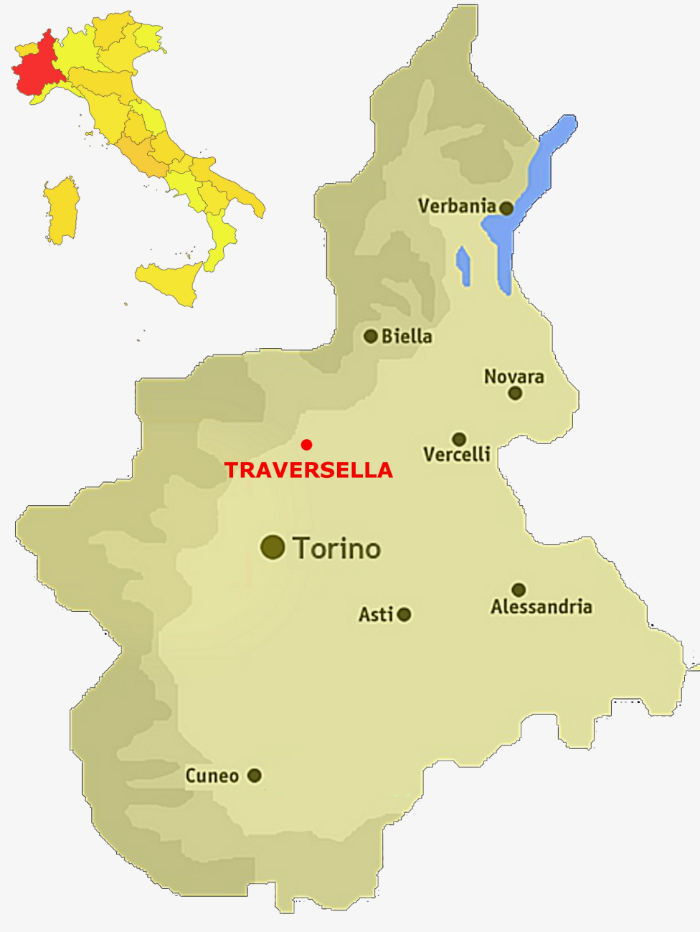 Verbania
Biella
Novara
Vercelli
TRAVERSELLA
Torino
Alessandria
Asti
Cuneo